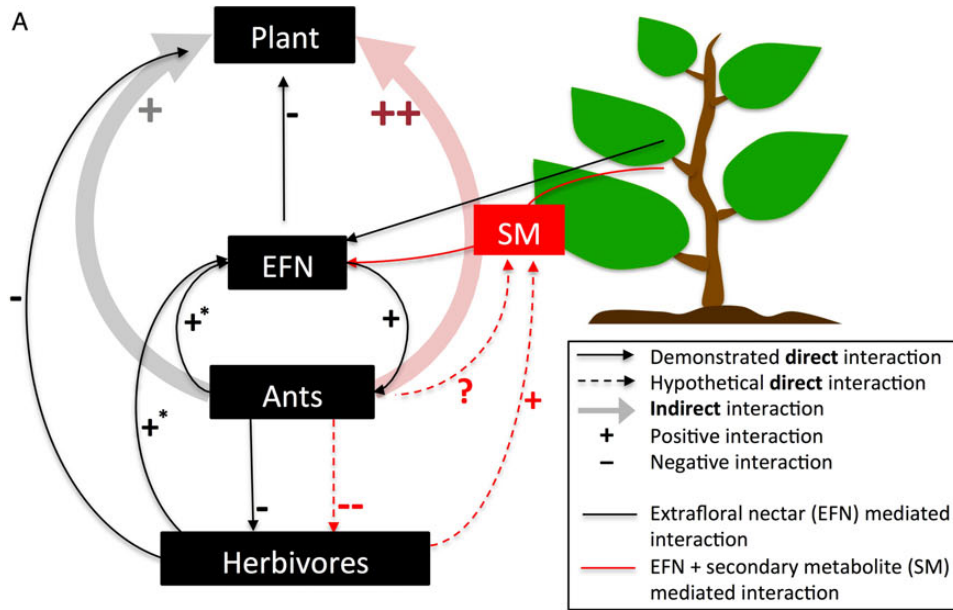 A
Plant
+
++
-
SM
EFN
-
+*
+
Ants
?
+
+*
-
--
Herbivores
Demonstrated direct interaction
Hypothetical direct interaction
Indirect interaction
+ Positive interaction
– Negative interaction
Extrafloral nectar (EFN) mediated
interaction
EFN + secondary metabolite (SM)
mediated interaction